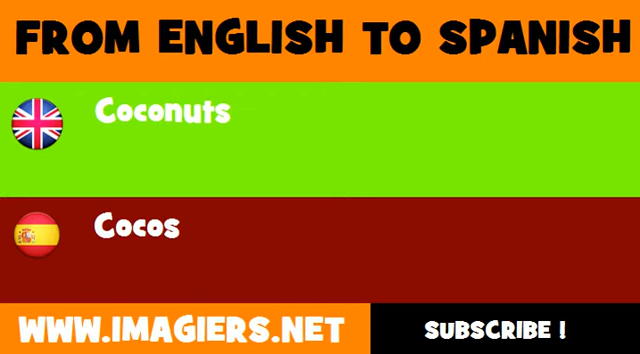 FROM ENGLISH TO SPANISH
Coconuts
Cocos
WWW.IMAGIERS.NET
SUBSCRIBE !